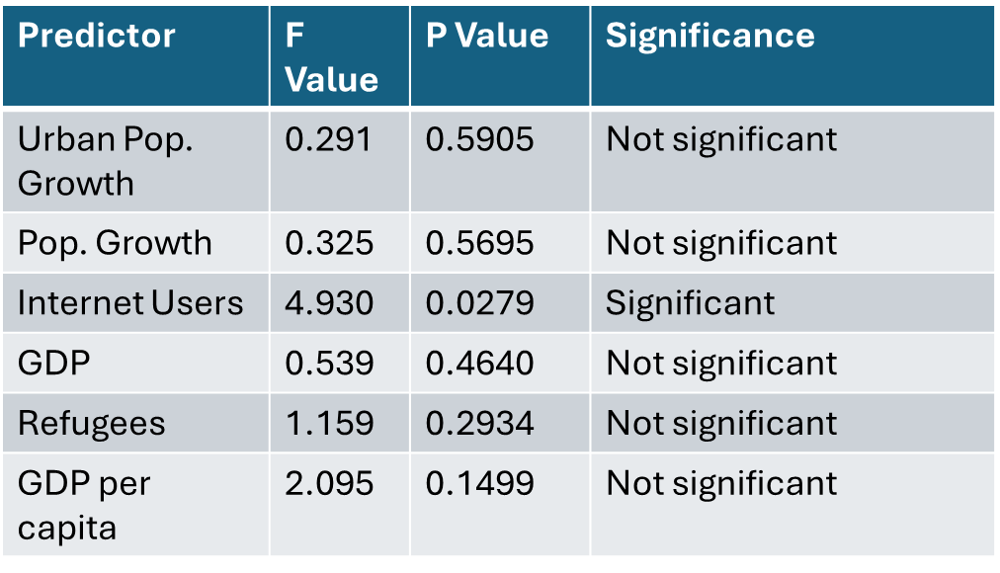 Predictor F Value P Value Significance
Urban Pop. Growth 0.291 0.5905 Not significant
Pop. Growth 0.325 0.5695 Not significant
Internet Users 4.930 0.0279 Significant
GDP 0.539 0.4640 Not significant
Refugees 1.159 0.2934 Not significant
GDP per capita 2.095 0.1499 Not significant